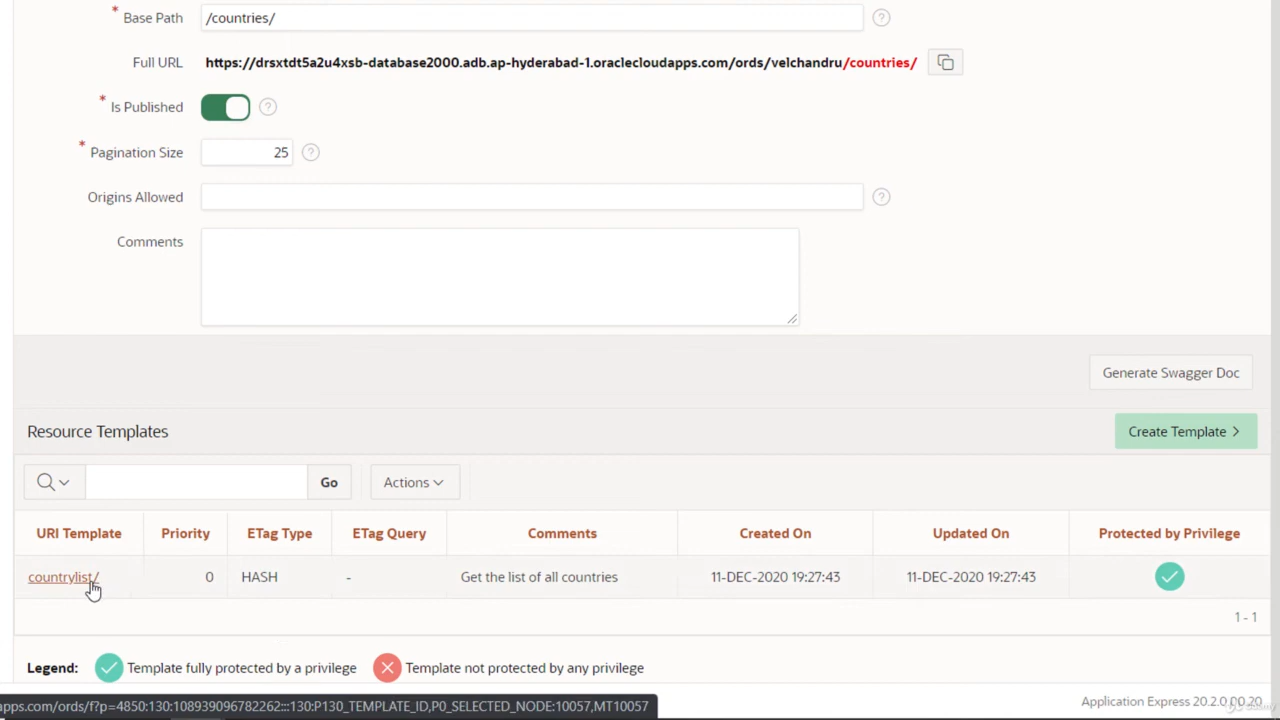 * Base Path /countries/ ?
Full URL https://drsxtdt5a2u4xsb-database2000.adb.ap-hyderabad-1.oraclecloudapps.com/ords/velchandru/countries/
* Is Published ?
* Pagination Size 25 ?
Origins Allowed ?
Comments
Generate Swagger Doc
Resource Templates Create Template >
Go Actions
URI Template Priority ETag Type ETag Query Comments Created On Updated On Protected by Privilege
countrylist/ 0 HASH - Get the list of all countries 11-DEC-2020 19:27:43 11-DEC-2020 19:27:43
1 - 1
Legend: Template fully protected by a privilege Template not protected by any privilege
apps.com/ords/f?p=4850:130:108939096782262:::130:P130_TEMPLATE_ID,P0_SELECTED_NODE:10057,MT10057
Application Express 20.2.0.00.20